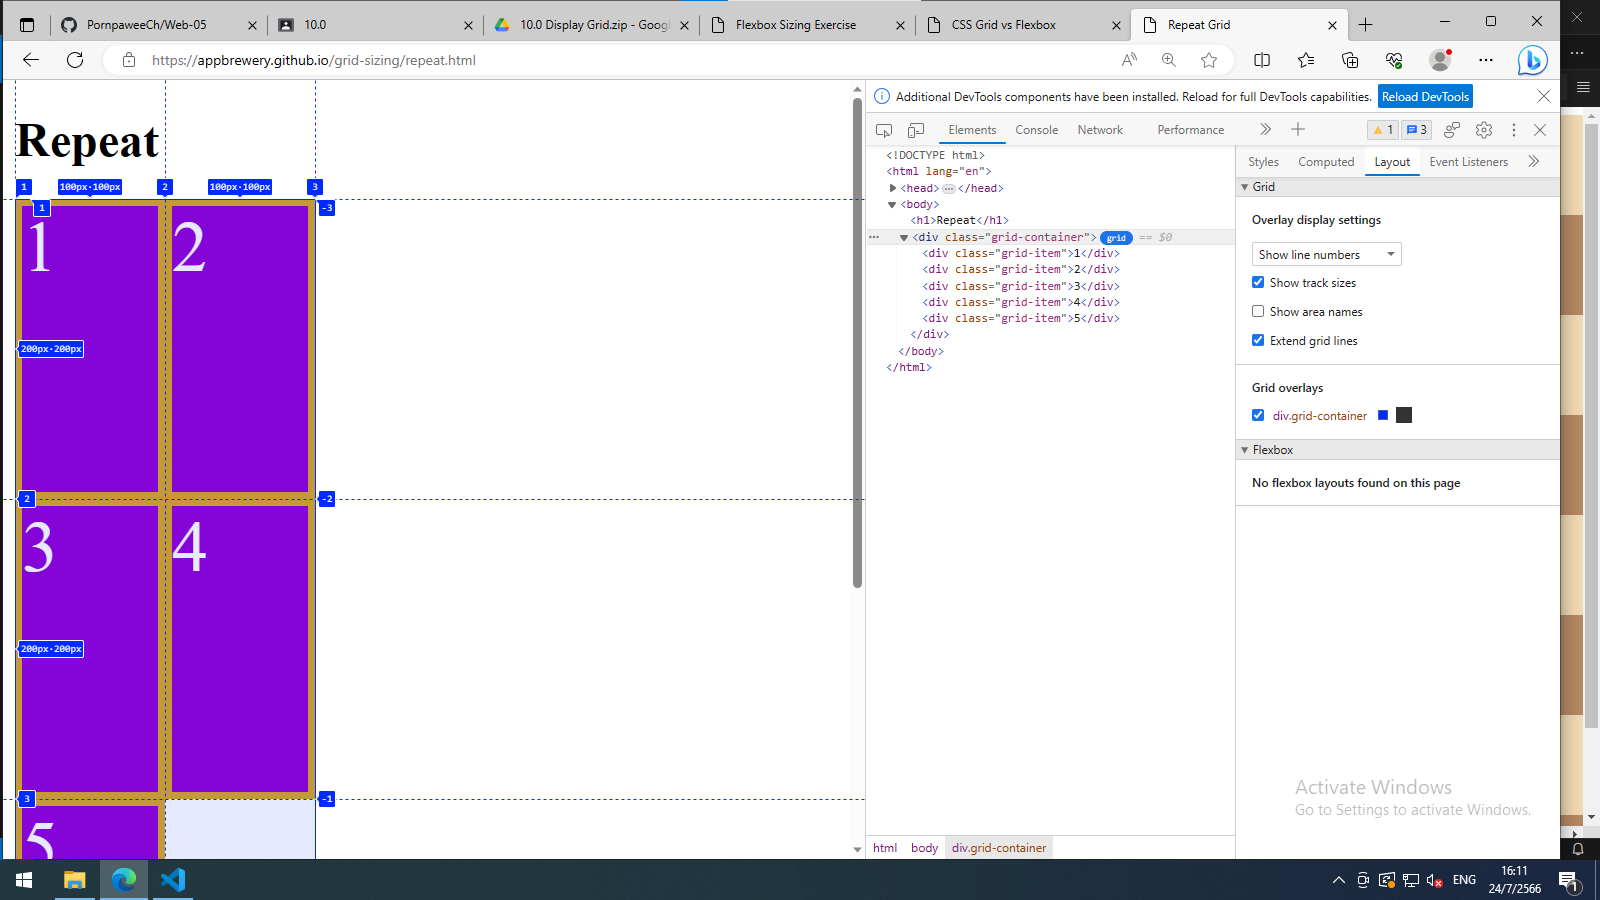 PornpaweeCh/Web-05
10.0
10.0 Display Grid.zip - Goog
Flexbox Sizing Exercise
CSS Grid vs Flexbox
Repeat Grid
https://appbrewery.github.io/grid-sizing/repeat.html
Additional DevTools components have been installed. Reload for full DevTools capabilities.
Reload DevTools
Elements
Console
Network
Performance
1
3
Repeat
1
100px·100px
2
100px·100px
3
1
-3
1
2
200px·200px
2
-2
3
4
200px·200px
3
-1
5
<!DOCTYPE html>
<html lang="en">
<head>…</head>
<body>
<h1>Repeat</h1>
<div class="grid-container"> grid == $0
<div class="grid-item">1</div>
<div class="grid-item">2</div>
<div class="grid-item">3</div>
<div class="grid-item">4</div>
<div class="grid-item">5</div>
</div>
</body>
</html>
html body div.grid-container
Styles Computed Layout Event Listeners
Grid
Overlay display settings
Show line numbers
Show track sizes
Show area names
Extend grid lines
Grid overlays
div.grid-container
Flexbox
No flexbox layouts found on this page
Activate Windows
Go to Settings to activate Windows.
ENG
16:11
24/7/2566
1